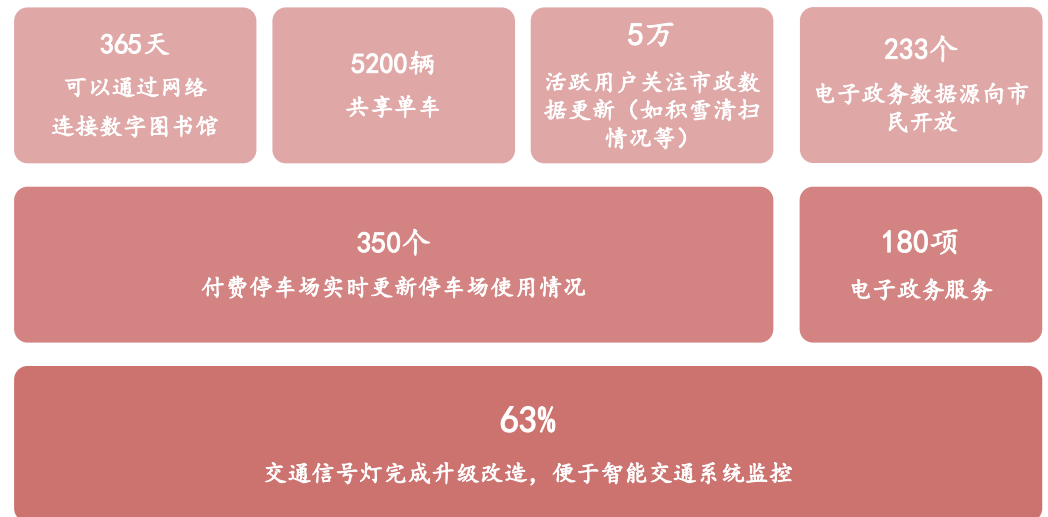 365天
可以通过网络
连接数字图书馆
5200辆
共享单车
5万
活跃用户关注市政数
据更新（如积雪清扫
情况等）
233个
电子政务数据源向市
民开放
350个
付费停车场实时更新停车场使用情况
180项
电子政务服务
63%
交通信号灯完成升级改造，便于智能交通系统监控